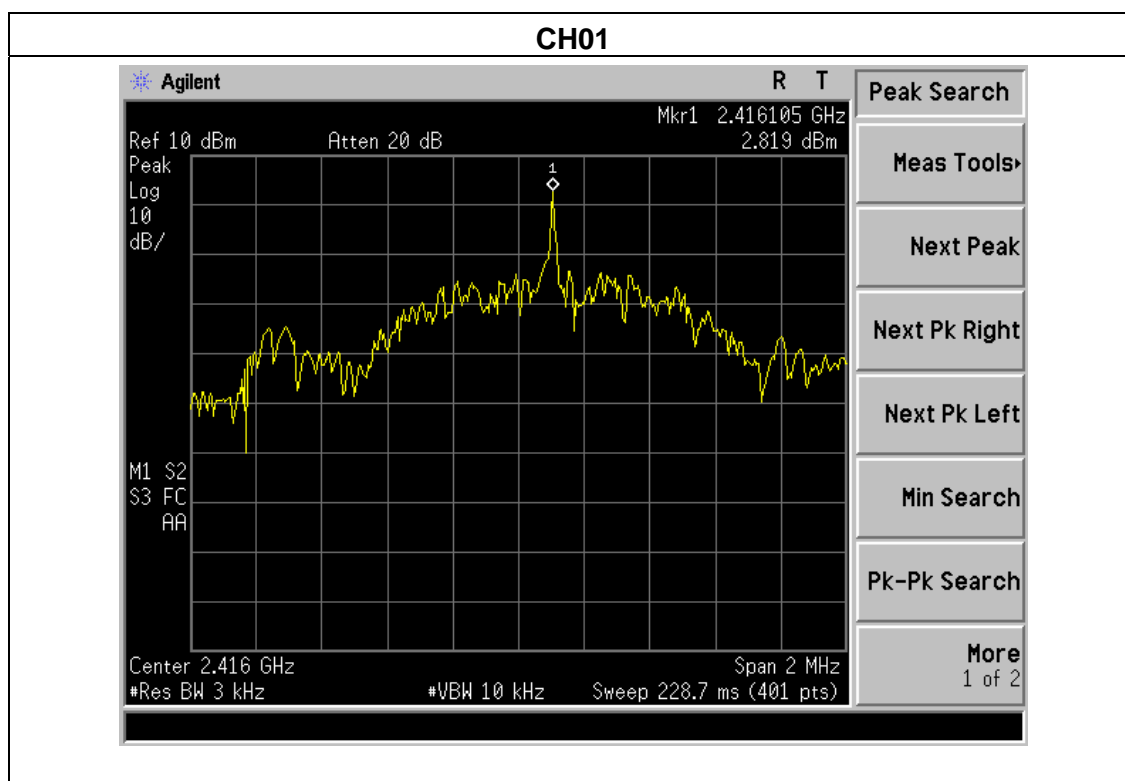 CH01
Agilent R T
Peak Search
Mkr1 2.416105 GHz
Ref 10 dBm Atten 20 dB 2.819 dBm
Peak
Log
10
dB/
1
Meas Tools
Next Peak
Next Pk Right
Next Pk Left
M1 S2
S3 FC
AA
Min Search
Pk-Pk Search
Center 2.416 GHz Span 2 MHz
#Res BW 3 kHz #VBW 10 kHz Sweep 228.7 ms (401 pts)
More
1 of 2